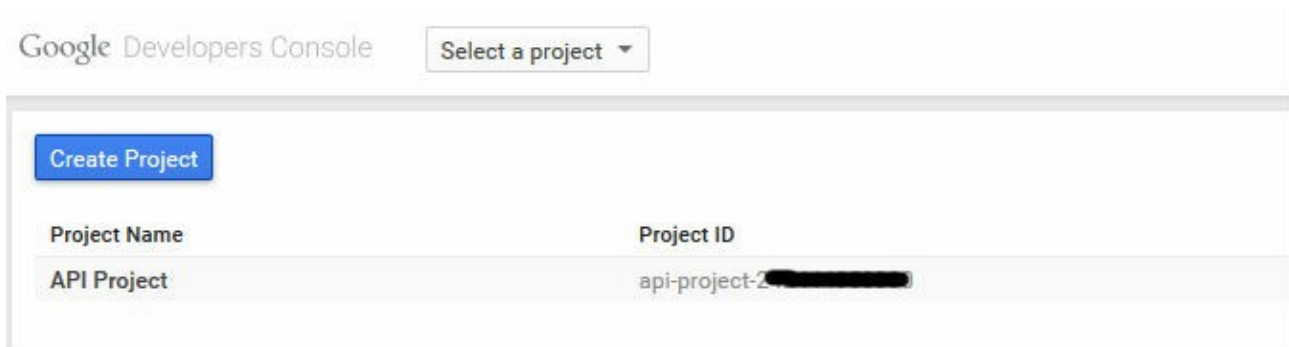 Google Developers Console Select a project
Create Project
Project Name Project ID
API Project api-project-2